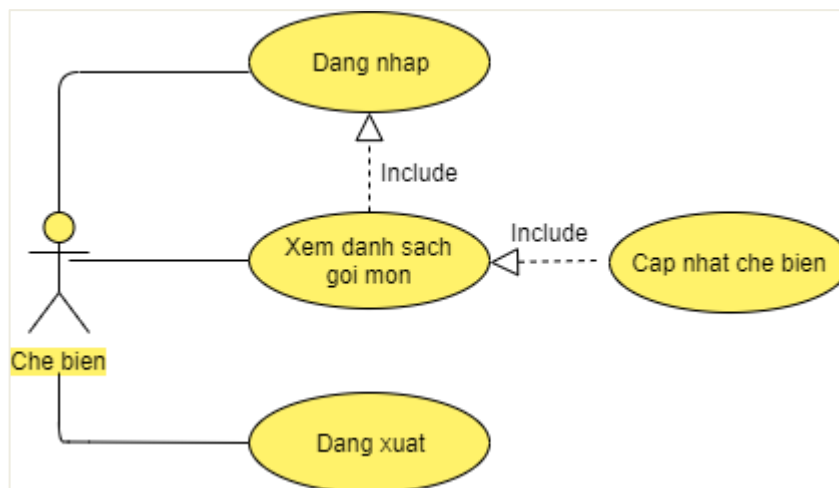 Dang nhap
Include
Xem danh sach
goi mon
Include
Cap nhat che bien
Che bien
Dang xuat